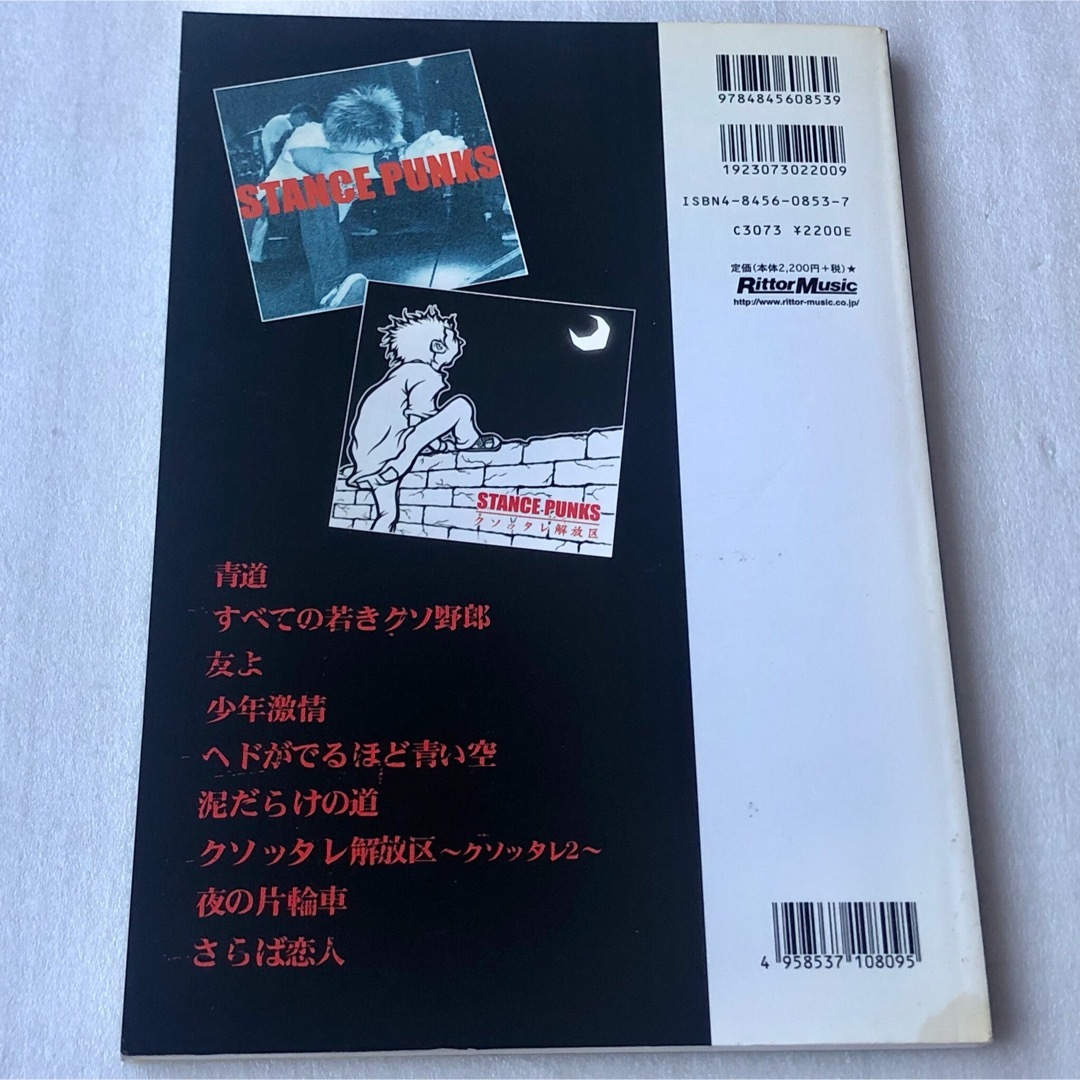 STANCE PUNKS
STANCE PUNKS
クソッタレ解放区
青道
すべての若きクソ野郎
友よ
少年激情
ヘドがでるほど青い空
泥だらけの道
クソッタレ解放区～クソッタレ2～
夜の片輪車
さらば恋人
9784845608539
1923073022009
ISBN4-8456-0853-7
C3073 ¥2200E
定価(本体2,200円+税)★
RittorMusic
http://www.rittor-music.co.jp/
4 958537 108095